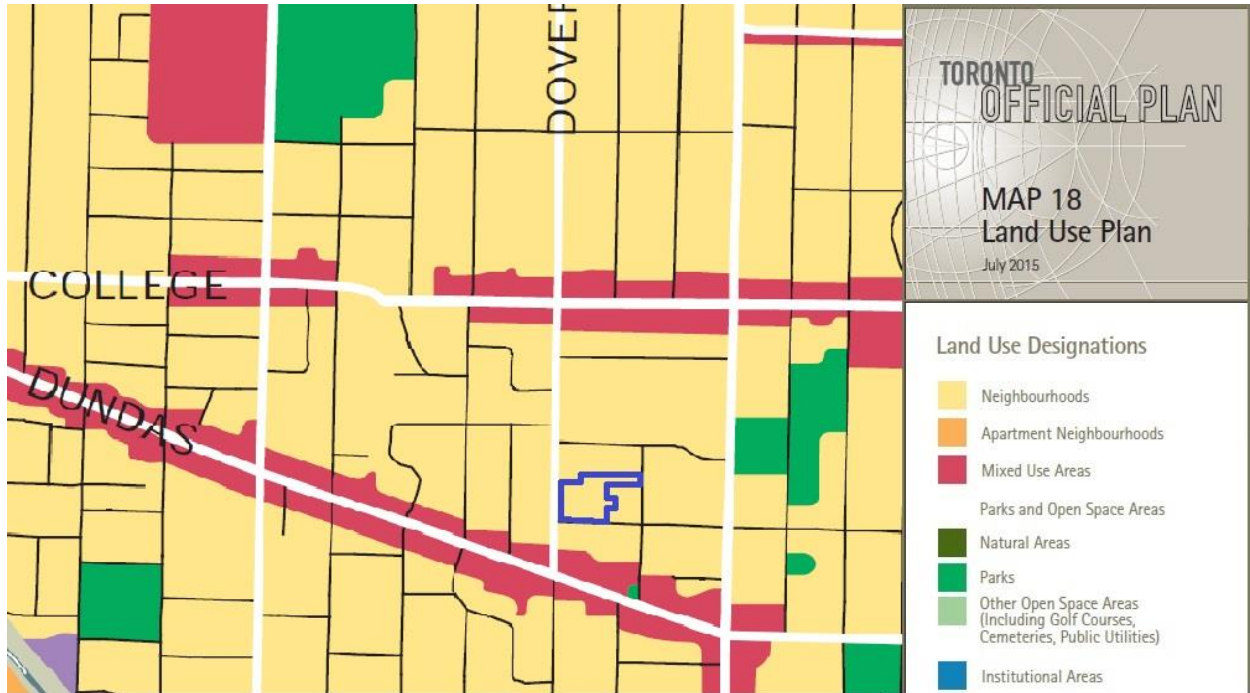 DOVER
COLLEGE
DUNDAS
TORONTO
OFFICIAL PLAN
MAP 18
Land Use Plan
July 2015
Land Use Designations
Neighbourhoods
Apartment Neighbourhoods
Mixed Use Areas
Parks and Open Space Areas
Natural Areas
Parks
Other Open Space Areas
(Including Golf Courses,
Cemeteries, Public Utilities)
Institutional Areas